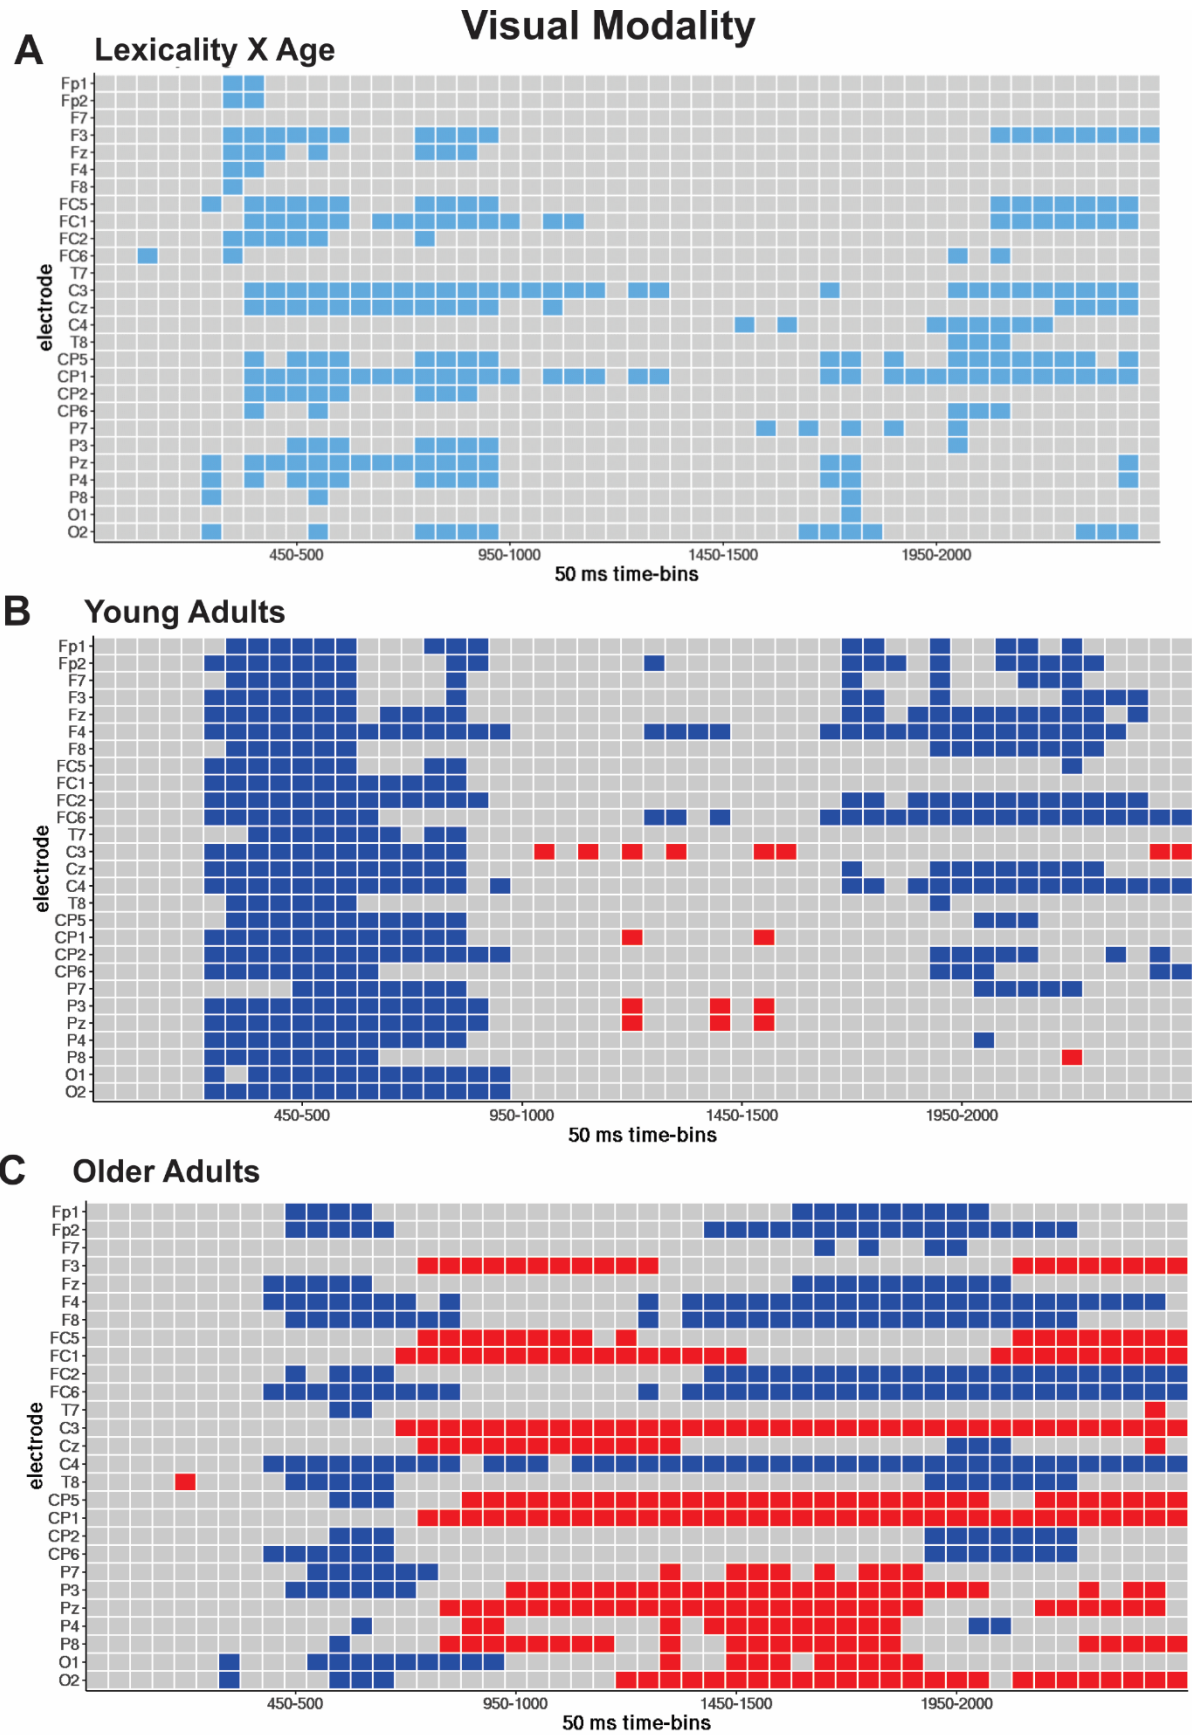 Visual Modality
A Lexicality X Age
Fp1
Fp2
F7
F3
Fz
F4
F8
FC5
FC1
FC2
FC6
T7
C3
Cz
C4
T8
CP5
CP1
CP2
CP6
P7
P3
Pz
P4
P8
O1
O2
electrode
450-500 950-1000 1450-1500 1950-2000
50 ms time-bins
B Young Adults
Fp1
Fp2
F7
F3
Fz
F4
F8
FC5
FC1
FC2
FC6
T7
C3
Cz
C4
T8
CP5
CP1
CP2
CP6
P7
P3
Pz
P4
P8
O1
O2
electrode
450-500 950-1000 1450-1500 1950-2000
50 ms time-bins
C Older Adults
Fp1
Fp2
F7
F3
Fz
F4
F8
FC5
FC1
FC2
FC6
T7
C3
Cz
C4
T8
CP5
CP1
CP2
CP6
P7
P3
Pz
P4
P8
O1
O2
electrode
450-500 950-1000 1450-1500 1950-2000
50 ms time-bins